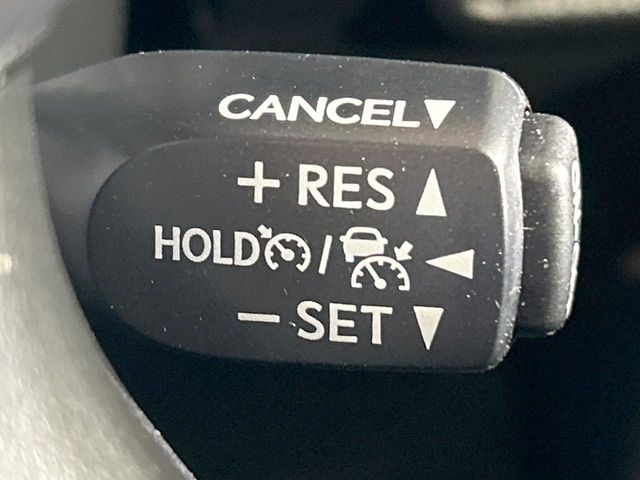 CANCEL▼
+ RES ▲
HOLD / ◀
− SET ▼